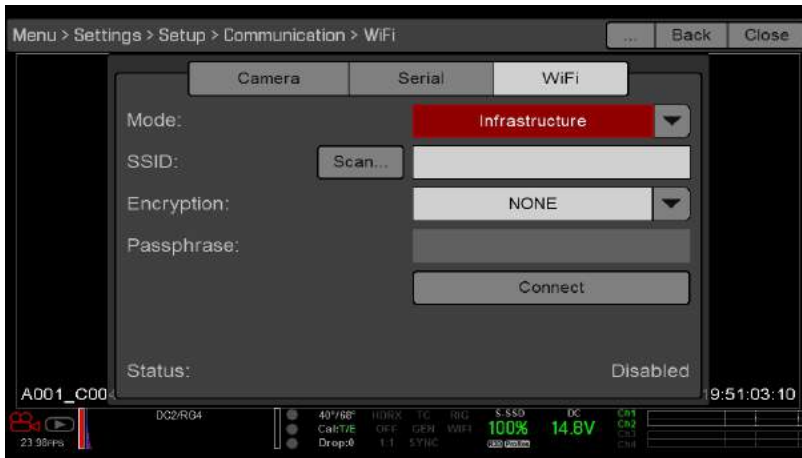 Menu > Settings > Setup > Communication > WiFi ... Back Close
Camera Serial WiFi
Mode: Infrastructure
SSID: Scan...
Encryption: NONE
Passphrase:
Connect
Status: Disabled
A001_C00 19:51:03:10
DC2/RG4 40°/68° HDRX TC RIG S.SSD DC Ch1
Cal:T/E OFF GEN WIFI 100% 14.8V Ch2
23.98FPS Drop:0 1:1 SYNC Ch3
Ch4